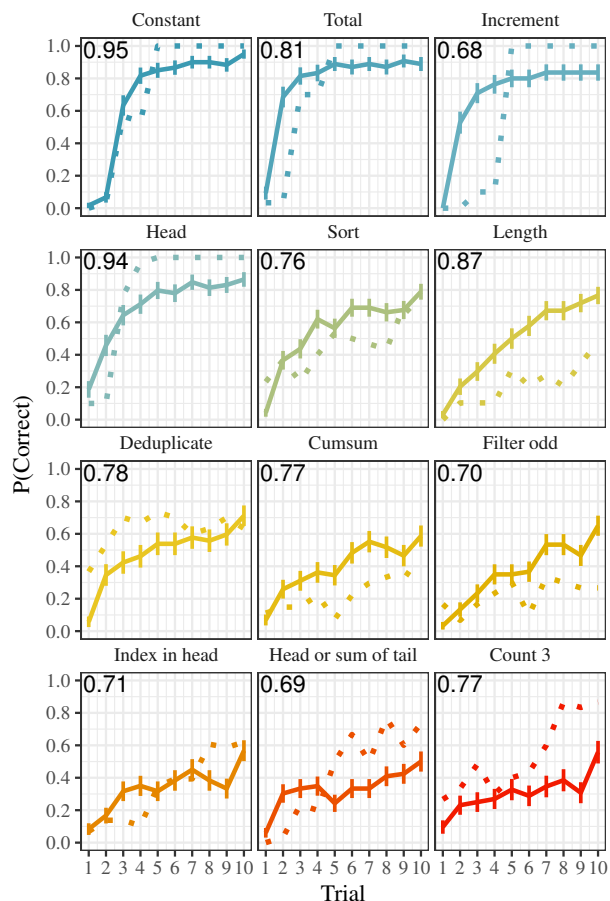 Constant Total Increment
1.0 0.95 0.81 0.68
0.8
0.6
0.4
0.2
0.0
Head Sort Length
1.0 0.94 0.76 0.87
0.8
0.6
0.4
0.2
0.0
P(Correct)
Deduplicate Cumsum Filter odd
1.0 0.78 0.77 0.70
0.8
0.6
0.4
0.2
0.0
Index in head Head or sum of tail Count 3
1.0 0.71 0.69 0.77
0.8
0.6
0.4
0.2
0.0
1 2 3 4 5 6 7 8 9 10 1 2 3 4 5 6 7 8 9 10 1 2 3 4 5 6 7 8 9 10
Trial